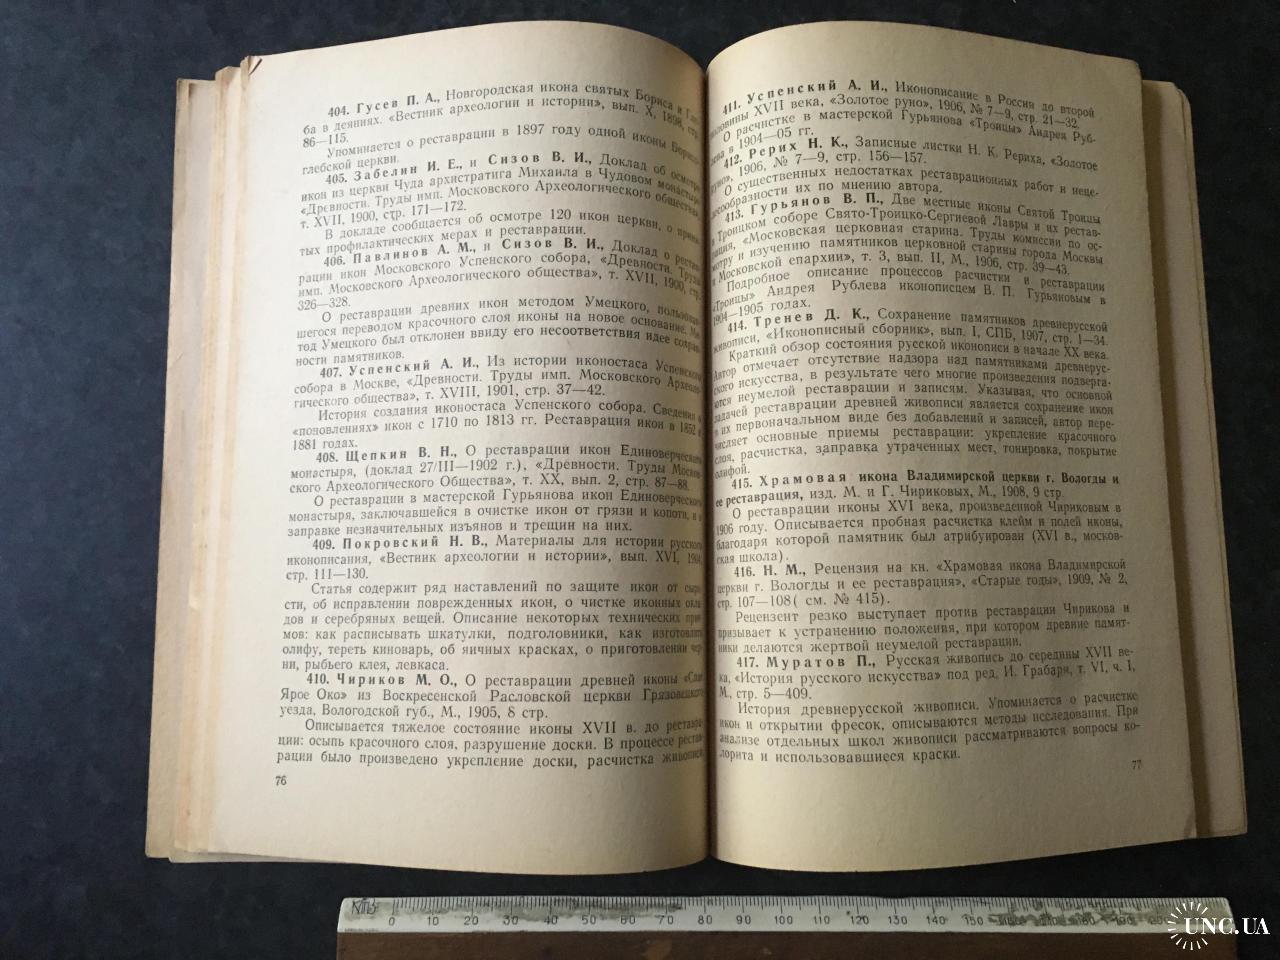 404. Гусев П. А., Новгородская икона святых Бориса и Гле-
ба в деяниях. «Вестник археологии и истории», вып. X, 1898, стр.
86—115.
Упоминается о реставрации в 1897 году одной иконы Борисо-
глебской церкви.
405. Забелин И. Е., и Сизов В. И., Доклад об осмотре
икон из церкви Чуда архистратига Михаила в Чудовом монастыре,
«Древности. Труды имп. Московского Археологического общества»,
т. XVII, 1900, стр. 171—172.
В докладе сообщается об осмотре 120 икон церкви, о приня-
тых профилактических мерах и реставрации.
406. Павлинов А. М., и Сизов В. И., Доклад о рестав-
рации икон Московского Успенского собора, «Древности. Труды
имп. Московского Археологического общества», т. XVII, 1900, стр.
326—328.
О реставрации древних икон методом Умецкого, пользовав-
шегося переводом красочного слоя иконы на новое основание. Ме-
тод Умецкого был отклонен ввиду его несоответствия идее сохран-
ности памятников.
407. Успенский А. И., Из истории иконостаса Успенского
собора в Москве, «Древности. Труды имп. Московского Археоло-
гического общества», т. XVIII, 1901, стр. 37—42.
История создания иконостаса Успенского собора. Сведения о
«поновлениях» икон с 1710 по 1813 гг. Реставрация икон в 1852 и
1881 годах.
408. Щепкин В. Н., О реставрации икон Единоверческого
монастыря, (доклад 27/III—1902 г.), «Древности. Труды Москов-
ского Археологического Общества», т. XX, вып. 2, стр. 87—88.
О реставрации в мастерской Гурьянова икон Единоверческого
монастыря, заключавшейся в очистке икон от грязи и копоти, и в
заправке незначительных изъянов и трещин на них.
409. Покровский Н. В., Материалы для истории русского
иконописания, «Вестник археологии и истории», вып. XVI, 1904,
стр. 111—130.
Статья содержит ряд наставлений по защите икон от сыро-
сти, об исправлении поврежденных икон, о чистке иконных окла-
дов и серебряных вещей. Описание некоторых технических прие-
мов: как расписывать шкатулки, подголовники, как изготовлять
олифу, тереть киноварь, об яичных красках, о приготовлении чер-
ни, рыбьего клея, левкаса.
410. Чириков М. О., О реставрации древней иконы «Спас
Ярое Око» из Воскресенской Расловской церкви Грязовецкого
уезда, Вологодской губ., М., 1905, 8 стр.
Описывается тяжелое состояние иконы XVII в. до реставра-
ции: осыпь красочного слоя, разрушение доски. В процессе рестав-
рации было произведено укрепление доски, расчистка живописи.
76
411. Успенский А. И., Иконописание в России до второй
половины XVII века, «Золотое руно», 1906, № 7—9, стр. 21—32.
О расчистке в мастерской Гурьянова «Троицы» Андрея Руб-
лева в 1904—05 гг.
412. Рерих Н. К., Записные листки Н. К. Рериха, «Золотое
руно», 1906, № 7—9, стр. 156—157.
О существенных недостатках реставрационных работ и неце-
лесообразности их по мнению автора.
413. Гурьянов В. П., Две местные иконы Святой Троицы
в Троицком соборе Свято-Троицко-Сергиевой Лавры и их рестав-
рация, «Московская церковная старина. Труды комиссии по ос-
мотру и изучению памятников церковной старины города Москвы
и Московской епархии», т. 3, вып. II, М., 1906, стр. 39—43.
Подробное описание процессов расчистки и реставрации
«Троицы» Андрея Рублева иконописцем В. П. Гурьяновым в
1904—1905 годах.
414. Тренев Д. К., Сохранение памятников древнерусской
живописи, «Иконописный сборник», вып. I, СПБ, 1907, стр. 1—34.
Краткий обзор состояния русской иконописи в начале XX века.
Автор отмечает отсутствие надзора над памятниками древнерус-
ского искусства, в результате чего многие произведения подверга-
ются неумелой реставрации и записям. Указывая, что основной
задачей реставрации древней живописи является сохранение икон
в их первоначальном виде без добавлений и записей, автор пере-
числяет основные приемы реставрации: укрепление красочного
слоя, расчистка, заправка утраченных мест, тонировка, покрытие
олифой.
415. Храмовая икона Владимирской церкви г. Вологды и
ее реставрация, изд. М. и Г. Чириковых, М., 1908, 9 стр.
О реставрации иконы XVI века, произведенной Чириковым в
1906 году. Описывается пробная расчистка клейм и полей иконы,
благодаря которой памятник был атрибуирован (XVI в., москов-
ская школа).
416. Н. М., Рецензия на кн. «Храмовая икона Владимирской
церкви г. Вологды и ее реставрация», «Старые годы», 1909, № 2,
стр. 107—108( см. № 415).
Рецензент резко выступает против реставрации Чирикова и
призывает к устранению положения, при котором древние памят-
ники делаются жертвой неумелой реставрации.
417. Муратов П., Русская живопись до середины XVII ве-
ка, «История русского искусства» под ред. И. Грабаря, т. VI, ч. I,
М., стр. 5—409.
История древнерусской живописи. Упоминается о расчистке
икон и открытии фресок, описываются методы исследования. При
анализе отдельных школ живописи рассматриваются вопросы ко-
лорита и использовавшиеся краски.
77
0 10 20 30 40 50 60 70 80 90 100 110 120 130 140 150
UNC.UA